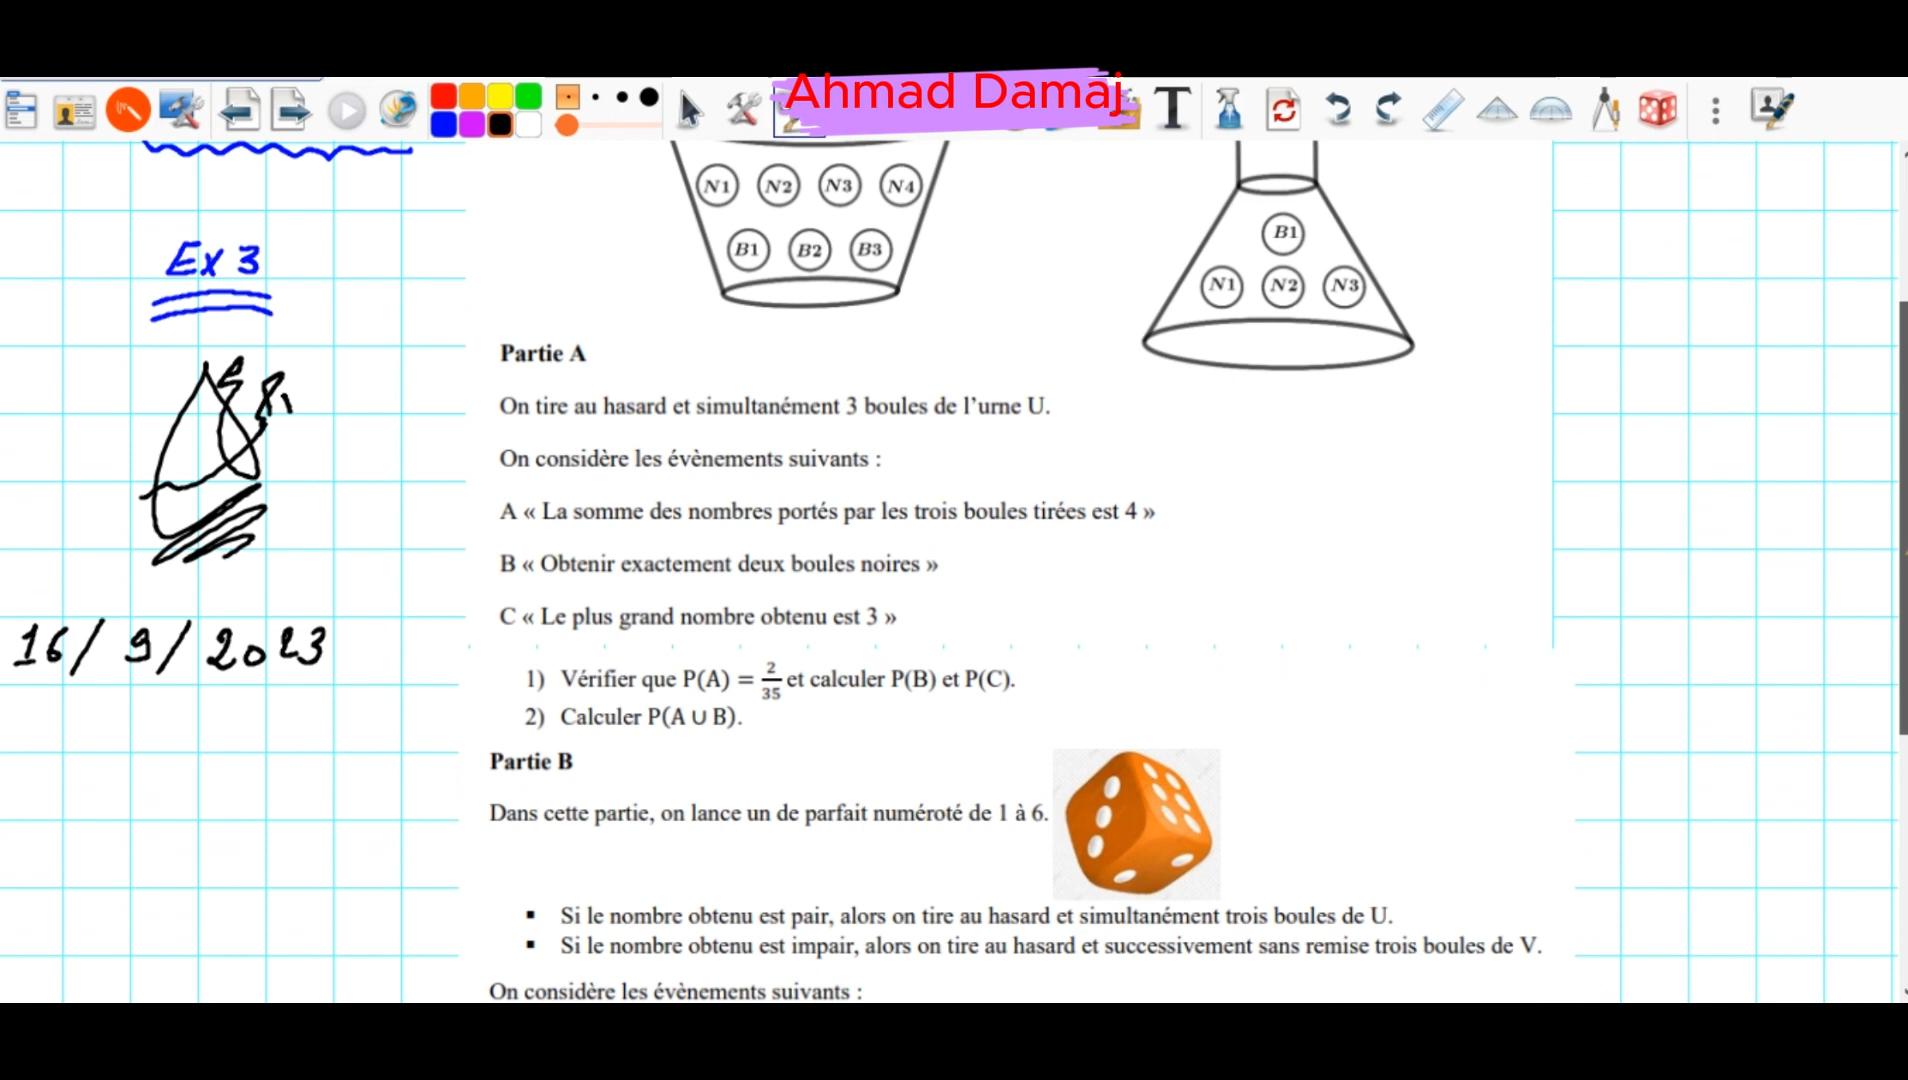 Ahmad Damaj
T
N1 N2 N3 N4
B1 B2 B3
B1
N1 N2 N3
Ex 3
Partie A
On tire au hasard et simultanément 3 boules de l’urne U.
On considère les évènements suivants :
A « La somme des nombres portés par les trois boules tirées est 4 »
B « Obtenir exactement deux boules noires »
C « Le plus grand nombre obtenu est 3 »
16/ 9/ 2023
1) Vérifier que P(A) = 2/35 et calculer P(B) et P(C).
2) Calculer P(A ∪ B).
Partie B
Dans cette partie, on lance un de parfait numéroté de 1 à 6.
▪ Si le nombre obtenu est pair, alors on tire au hasard et simultanément trois boules de U.
▪ Si le nombre obtenu est impair, alors on tire au hasard et successivement sans remise trois boules de V.
On considère les évènements suivants :